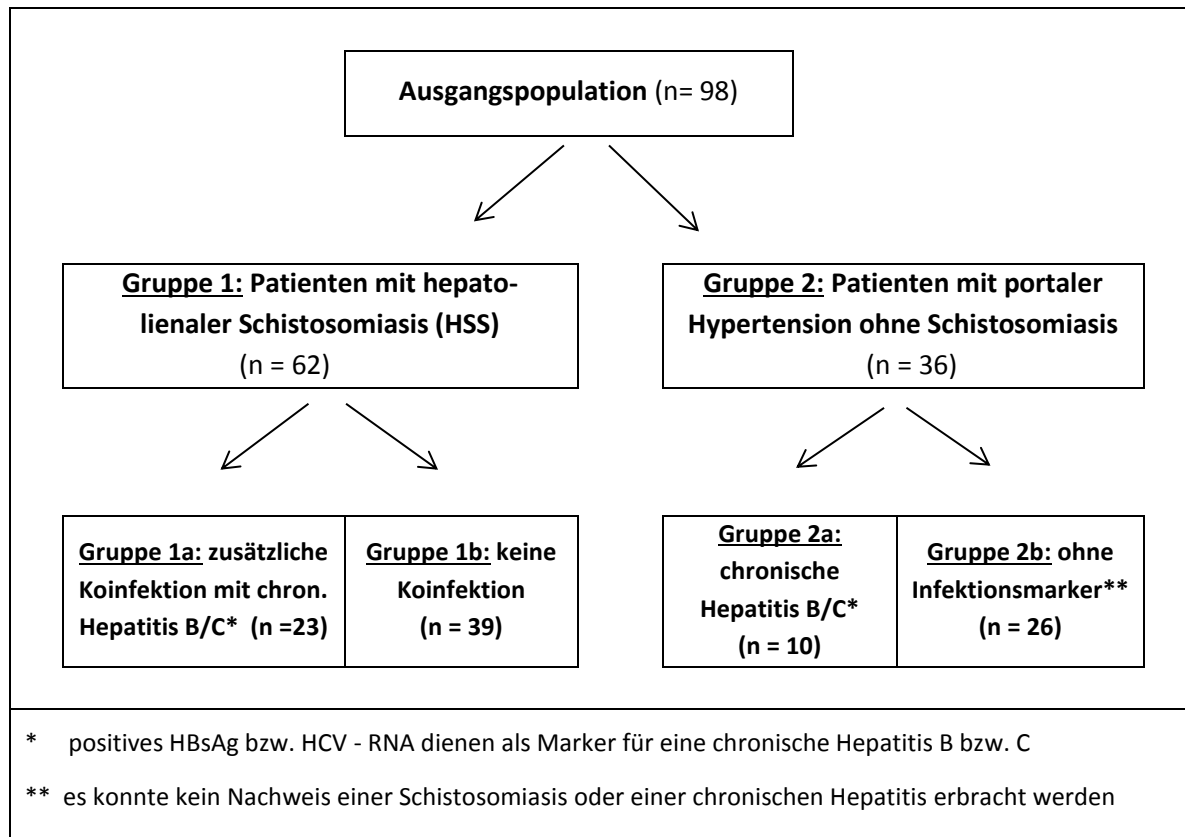 Ausgangspopulation (n= 98)
Gruppe 1: Patienten mit hepato-
lienaler Schistosomiasis (HSS)
(n = 62)
Gruppe 2: Patienten mit portaler
Hypertension ohne Schistosomiasis
(n = 36)
Gruppe 1a: zusätzliche
Koinfektion mit chron.
Hepatitis B/C* (n =23)
Gruppe 1b: keine
Koinfektion
(n = 39)
Gruppe 2a:
chronische
Hepatitis B/C*
(n = 10)
Gruppe 2b: ohne
Infektionsmarker**
(n = 26)
* positives HBsAg bzw. HCV - RNA dienen als Marker für eine chronische Hepatitis B bzw. C
** es konnte kein Nachweis einer Schistosomiasis oder einer chronischen Hepatitis erbracht werden